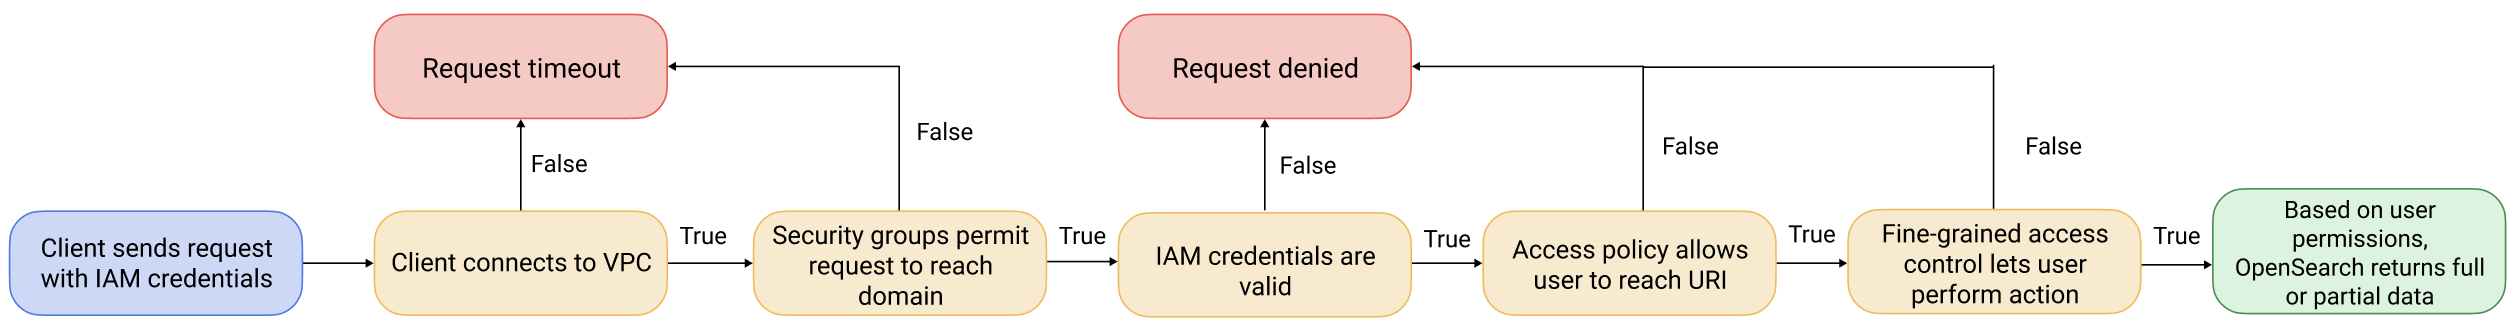 Request timeout
Request denied
False
False
False
False
False
Client sends request
with IAM credentials
Client connects to VPC
True
Security groups permit
request to reach
domain
True
IAM credentials are
valid
True
Access policy allows
user to reach URI
True
Fine-grained access
control lets user
perform action
True
Based on user
permissions,
OpenSearch returns full
or partial data